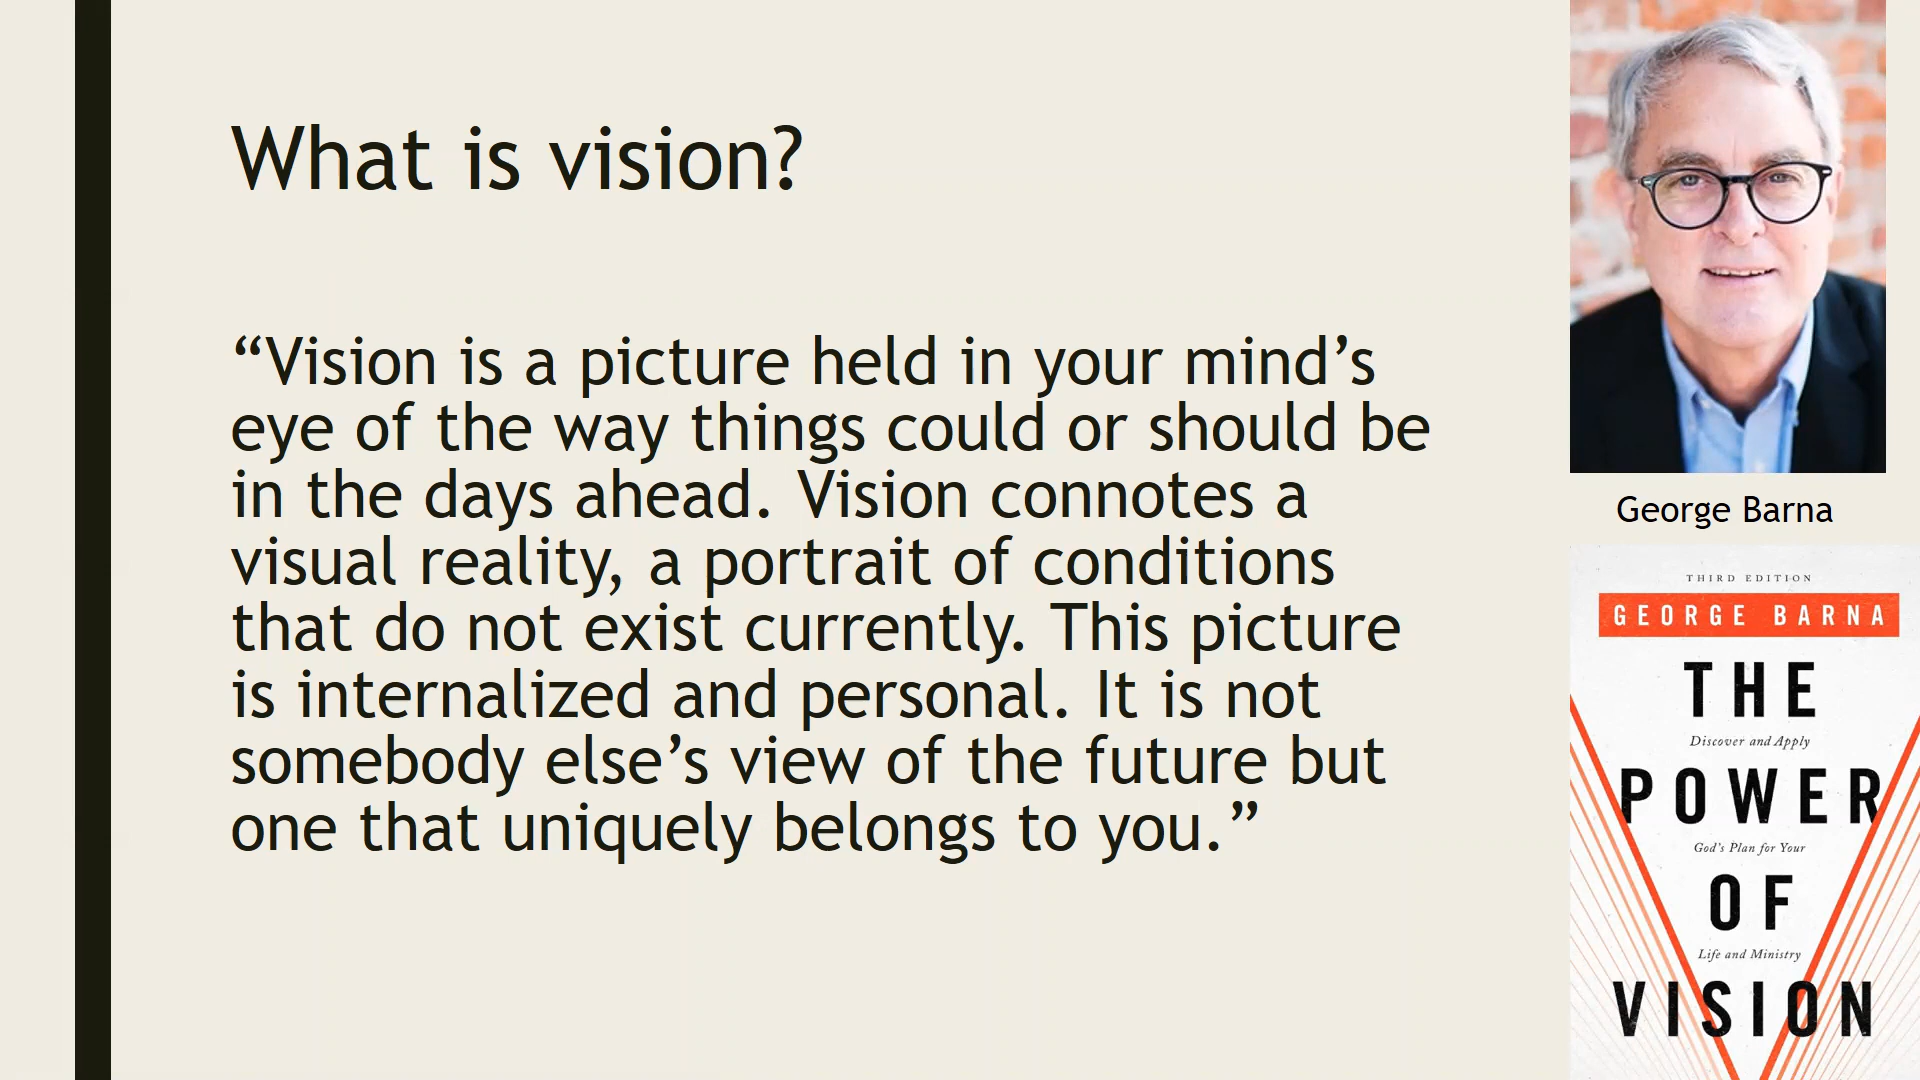 What is vision?
“Vision is a picture held in your mind’s
eye of the way things could or should be
in the days ahead. Vision connotes a
visual reality, a portrait of conditions
that do not exist currently. This picture
is internalized and personal. It is not
somebody else’s view of the future but
one that uniquely belongs to you.”
George Barna
THIRD EDITION
GEORGE BARNA
THE
Discover and Apply
POWER
God’s Plan for Your
OF
Life and Ministry
VISION